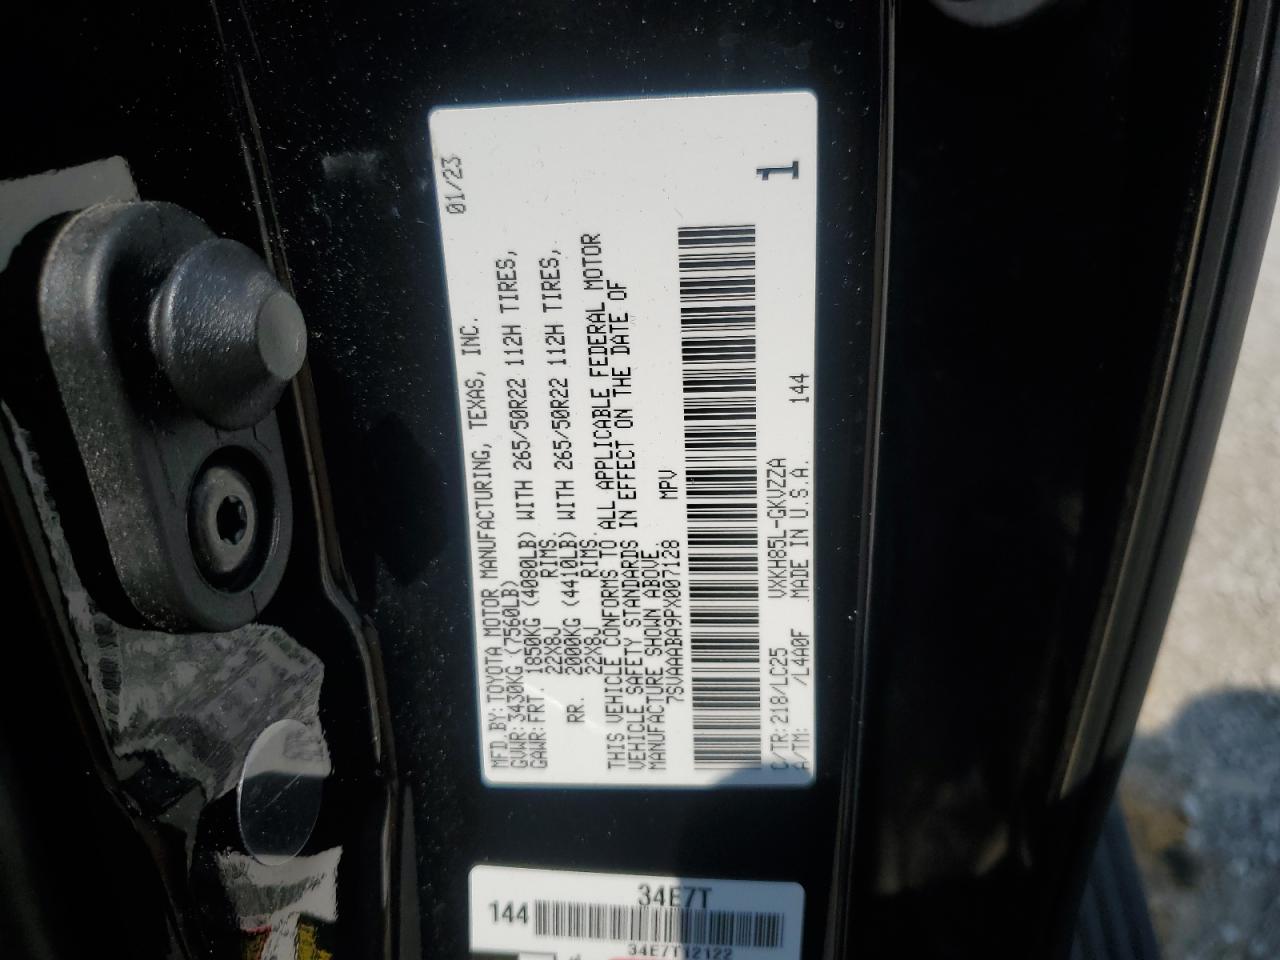 MFD.BY:TOYOTA MOTOR MANUFACTURING, TEXAS, INC. 01/23
GVWR:3430KG (7560LB)
GAWR:FRT. 1850KG (4080LB) WITH 265/50R22 112H TIRES,
22X8J RIMS.
RR. 2000KG (4410LB) WITH 265/50R22 112H TIRES,
22X8J RIMS.
THIS VEHICLE CONFORMS TO ALL APPLICABLE FEDERAL MOTOR
VEHICLE SAFETY STANDARDS IN EFFECT ON THE DATE OF
MANUFACTURE SHOWN ABOVE.
7SVAAABA9PX007128 MPV
1
C/TR:218/LC25 VXKH85L-GKVZZA
A/TM: /L4A0F MADE IN U.S.A. 144
34E7T
144
34E7T12122